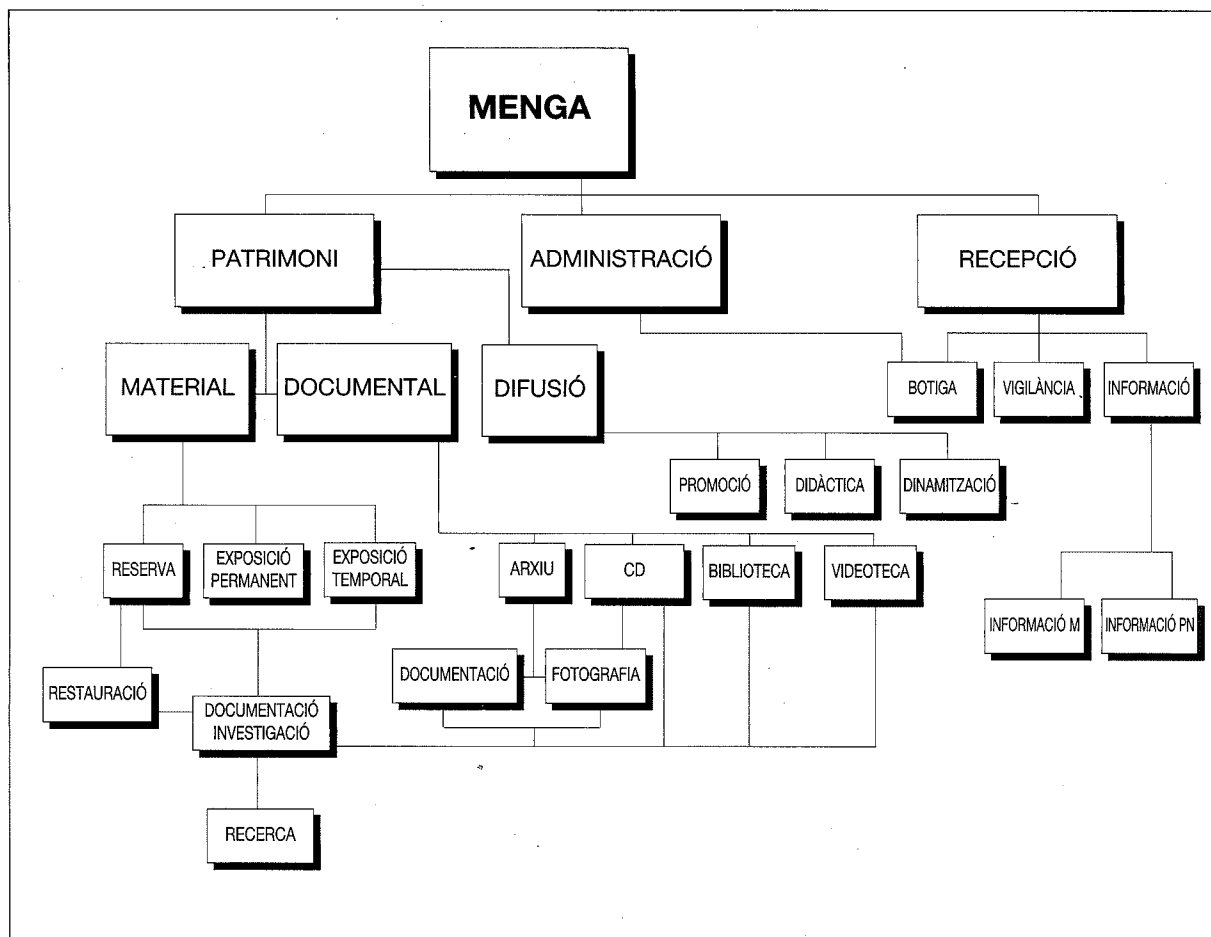 MENGA
PATRIMONI
ADMINISTRACIÓ
RECEPCIÓ
MATERIAL
DOCUMENTAL
DIFUSIÓ
BOTIGA
VIGILÀNCIA
INFORMACIÓ
PROMOCIÓ
DIDÀCTICA
DINAMITZACIÓ
RESERVA
EXPOSICIÓ
PERMANENT
EXPOSICIÓ
TEMPORAL
ARXIU
CD
BIBLIOTECA
VIDEOTECA
INFORMACIÓ M
INFORMACIÓ PN
RESTAURACIÓ
DOCUMENTACIÓ
FOTOGRAFIA
DOCUMENTACIÓ
INVESTIGACIÓ
RECERCA